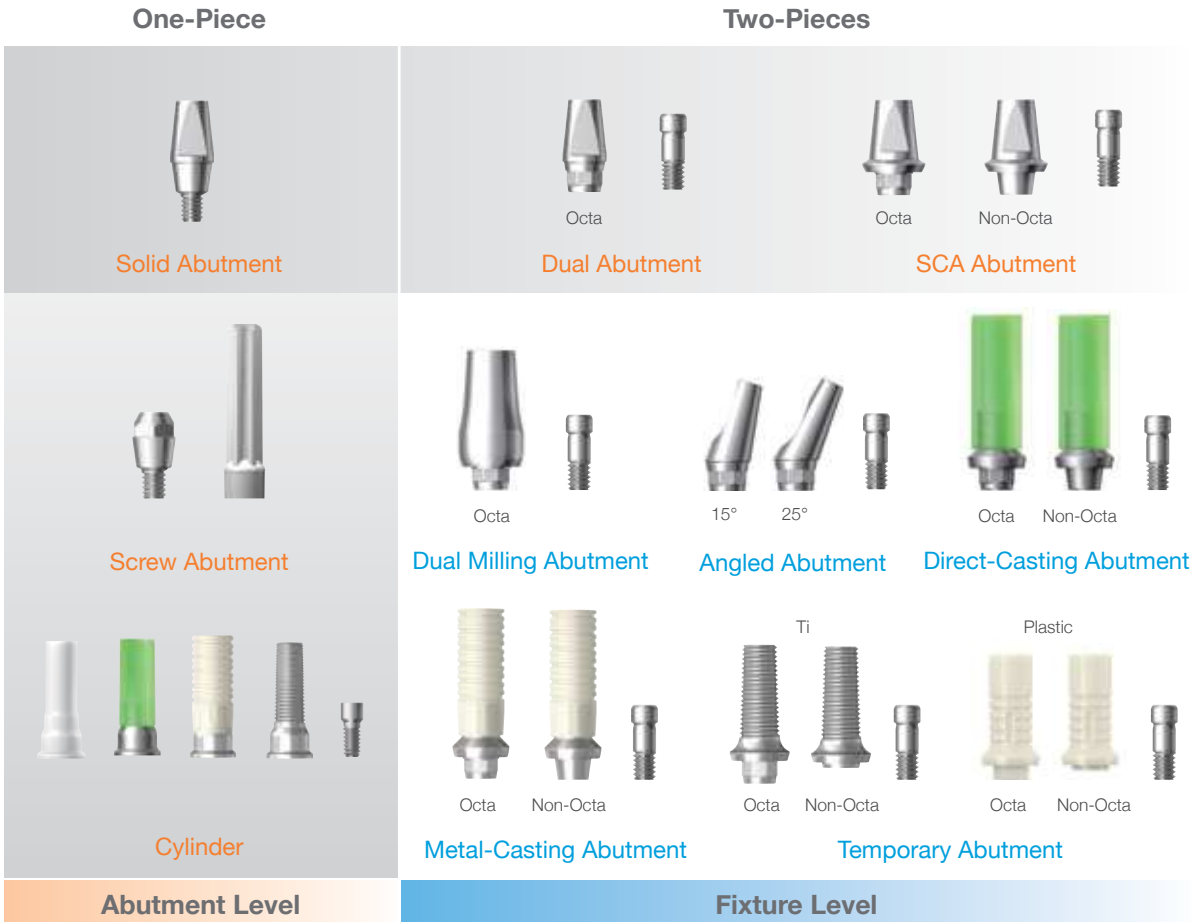 One-Piece
Two-Pieces
Octa
Octa
Non-Octa
Solid Abutment
Dual Abutment
SCA Abutment
Octa
15°
25°
Octa
Non-Octa
Screw Abutment
Dual Milling Abutment
Angled Abutment
Direct-Casting Abutment
Ti
Plastic
Octa
Non-Octa
Octa
Non-Octa
Octa
Non-Octa
Cylinder
Metal-Casting Abutment
Temporary Abutment
Abutment Level
Fixture Level